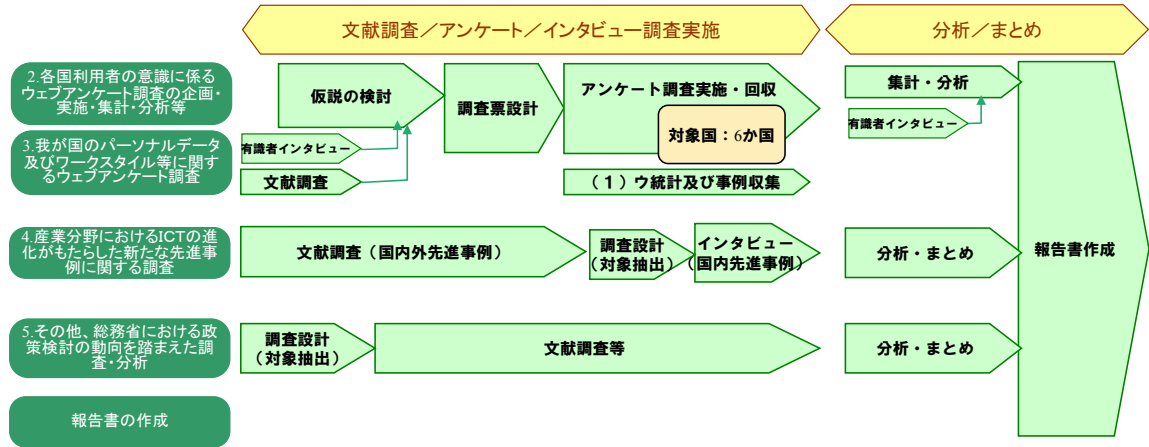 文献調査／アンケート／インタビュー調査実施
分析／まとめ
2.各国利用者の意識に係る
ウェブアンケート調査の企画・
実施・集計・分析等
仮説の検討
調査票設計
アンケート調査実施・回収
対象国：6か国
集計・分析
有識者インタビュー
3.我が国のパーソナルデータ
及びワークスタイル等に関す
るウェブアンケート調査
有識者インタビュー
文献調査
（１）ウ統計及び事例収集
4.産業分野におけるICTの進
化がもたらした新たな先進事
例に関する調査
文献調査（国内外先進事例）
調査設計
（対象抽出）
インタビュー
（国内先進事例）
分析・まとめ
報告書作成
5.その他、総務省における政
策検討の動向を踏まえた調
査・分析
調査設計
（対象抽出）
文献調査等
分析・まとめ
報告書の作成